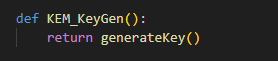 def KEM_KeyGen():
    return generateKey()